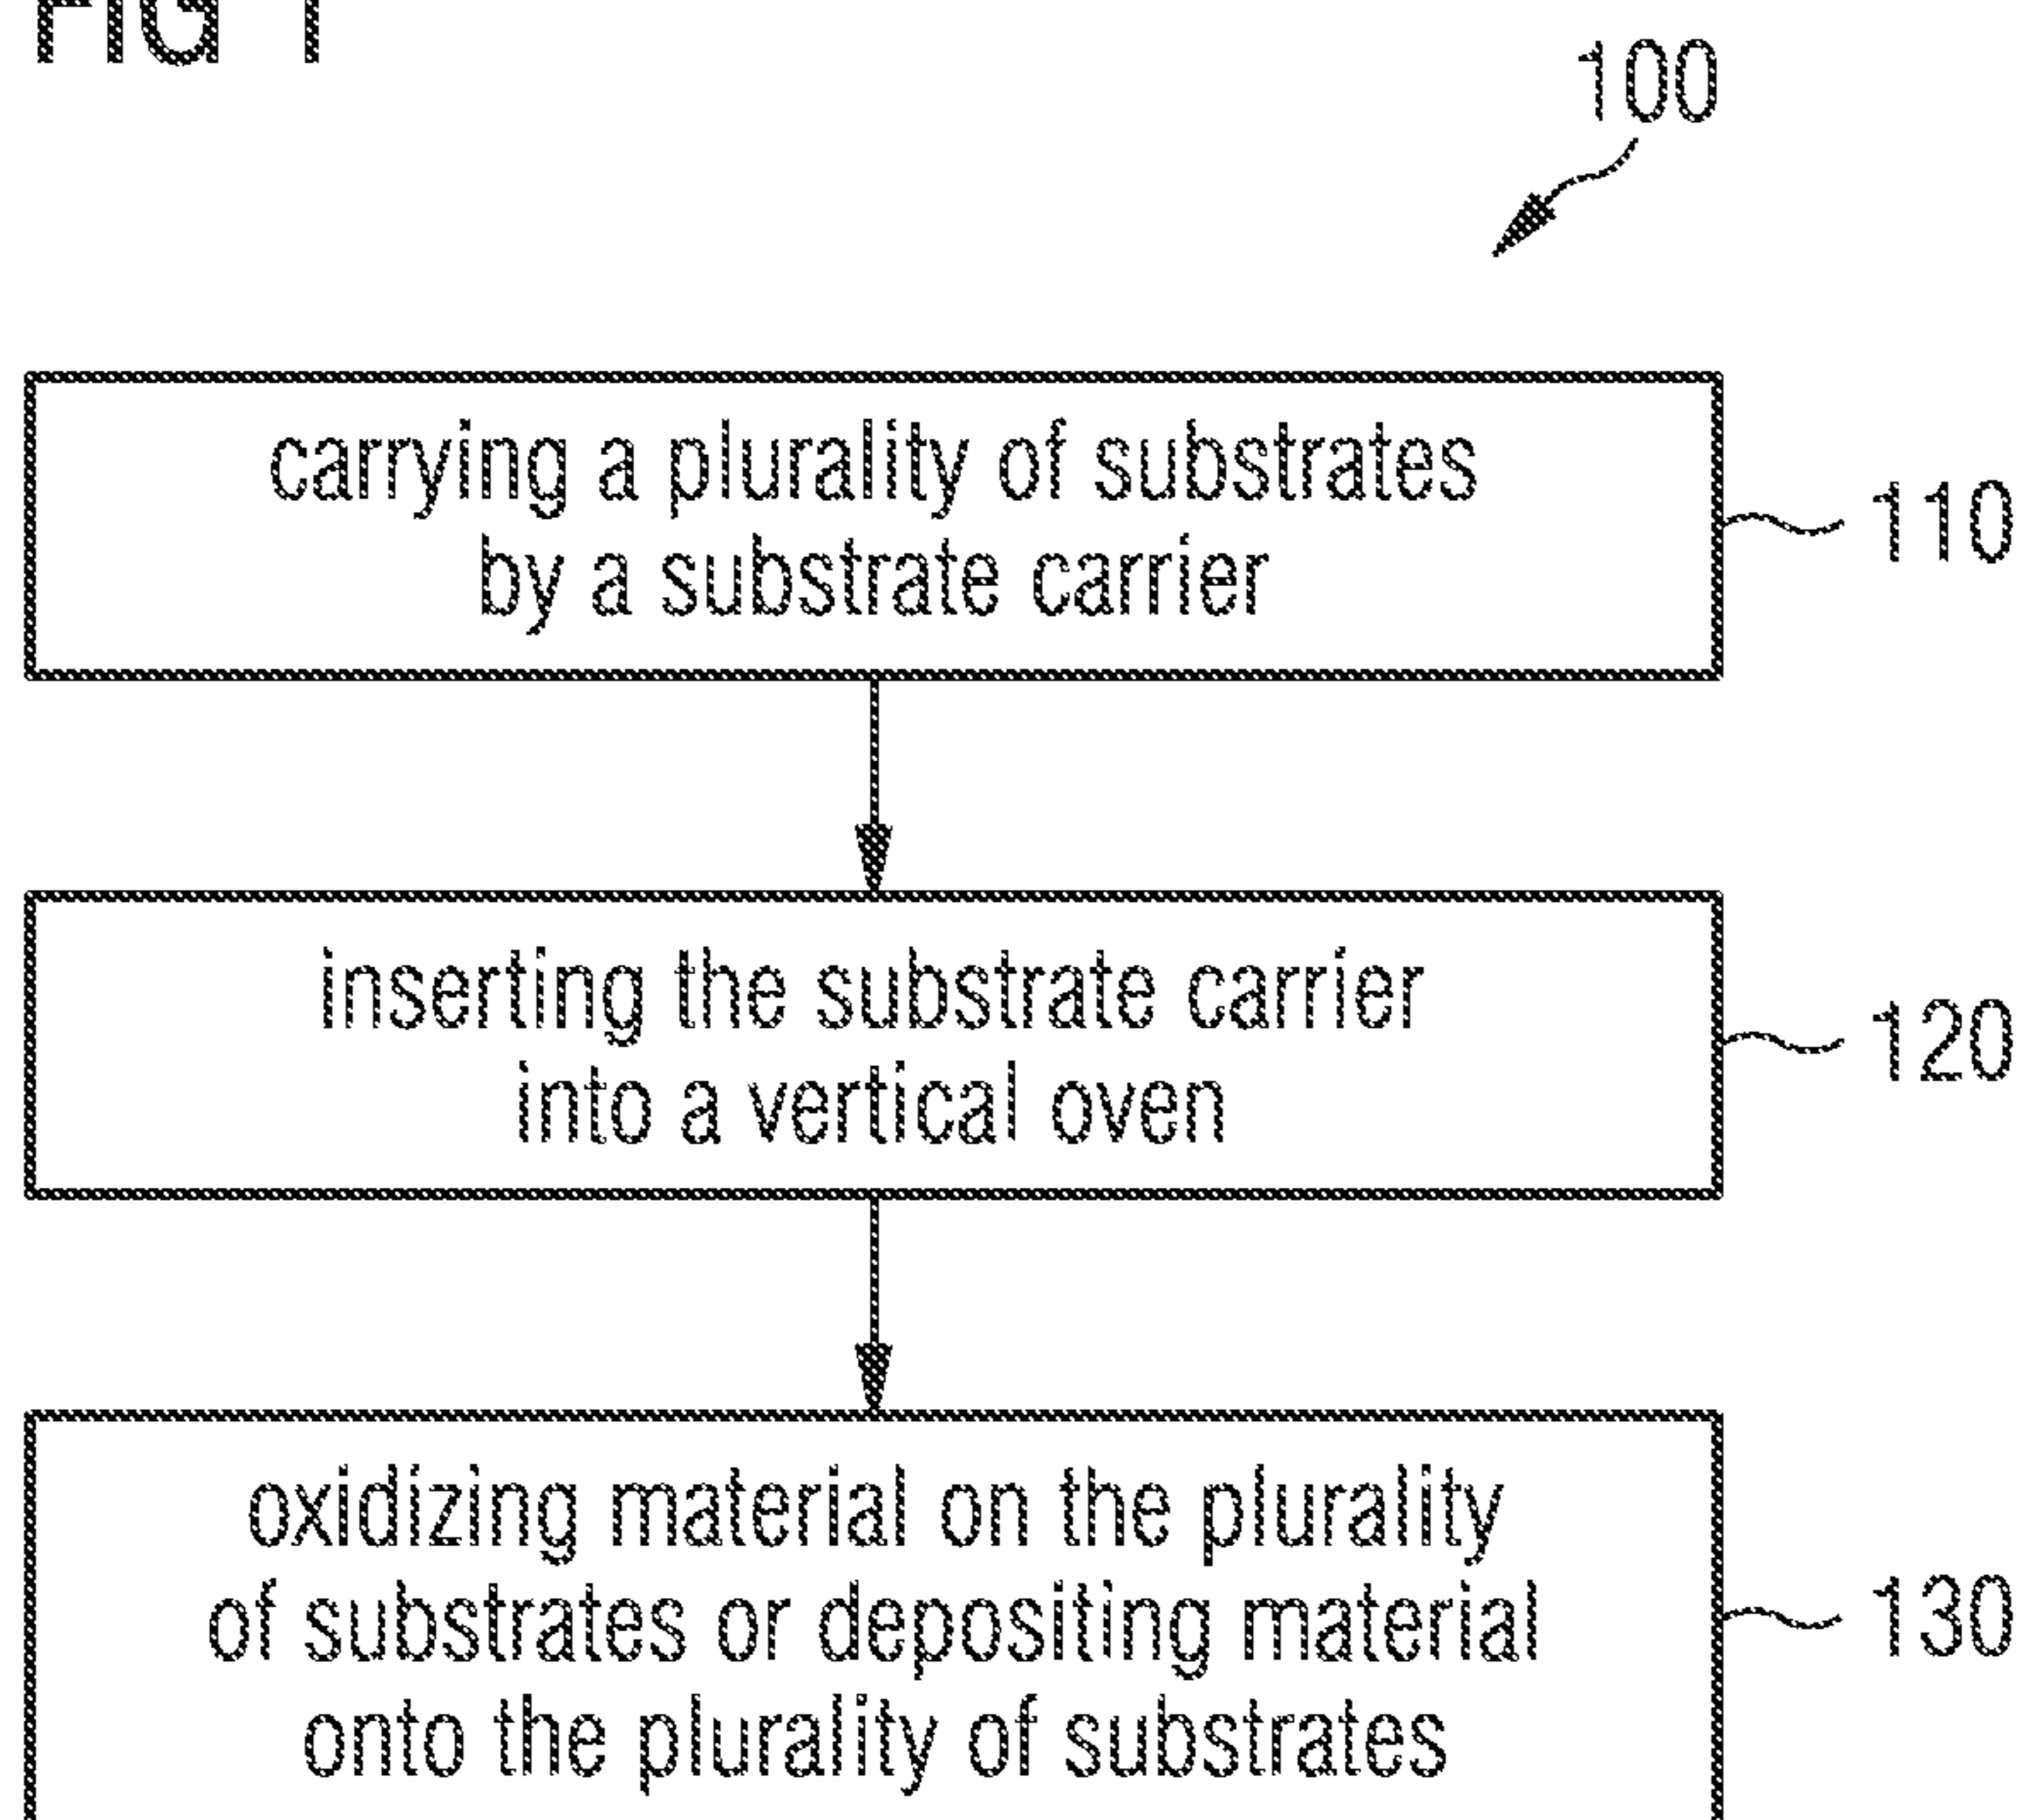 FIG 1
100
carrying a plurality of substrates
by a substrate carrier
110
inserting the substrate carrier
into a vertical oven
120
oxidizing material on the plurality
of substrates or depositing material
onto the plurality of substrates
130